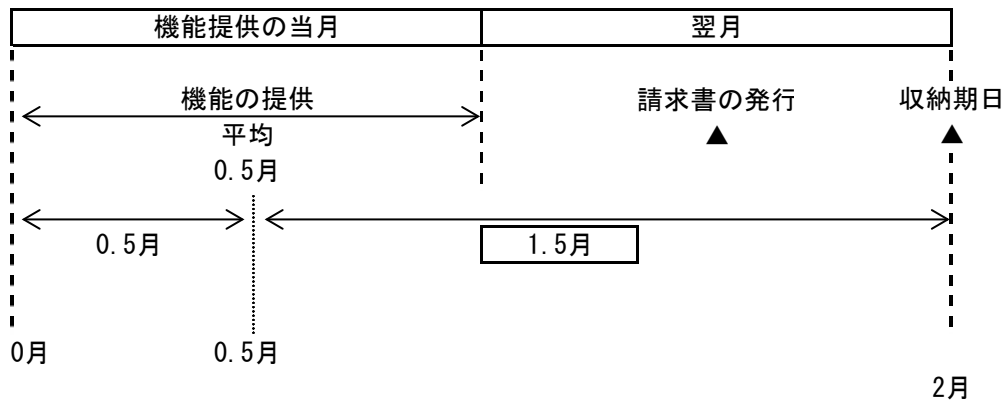 機能提供の当月 翌月
機能の提供 請求書の発行 収納期日
平均 ▲ ▲
0.5月
0.5月 1.5月
0月 0.5月
2月